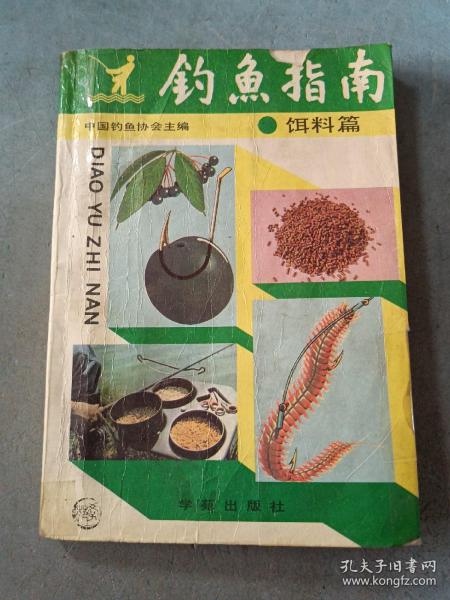 钓鱼指南
中国钓鱼协会主编
●饵料篇
DIAO YU ZHI NAN
学苑出版社
孔夫子旧书网
www.kongfz.com